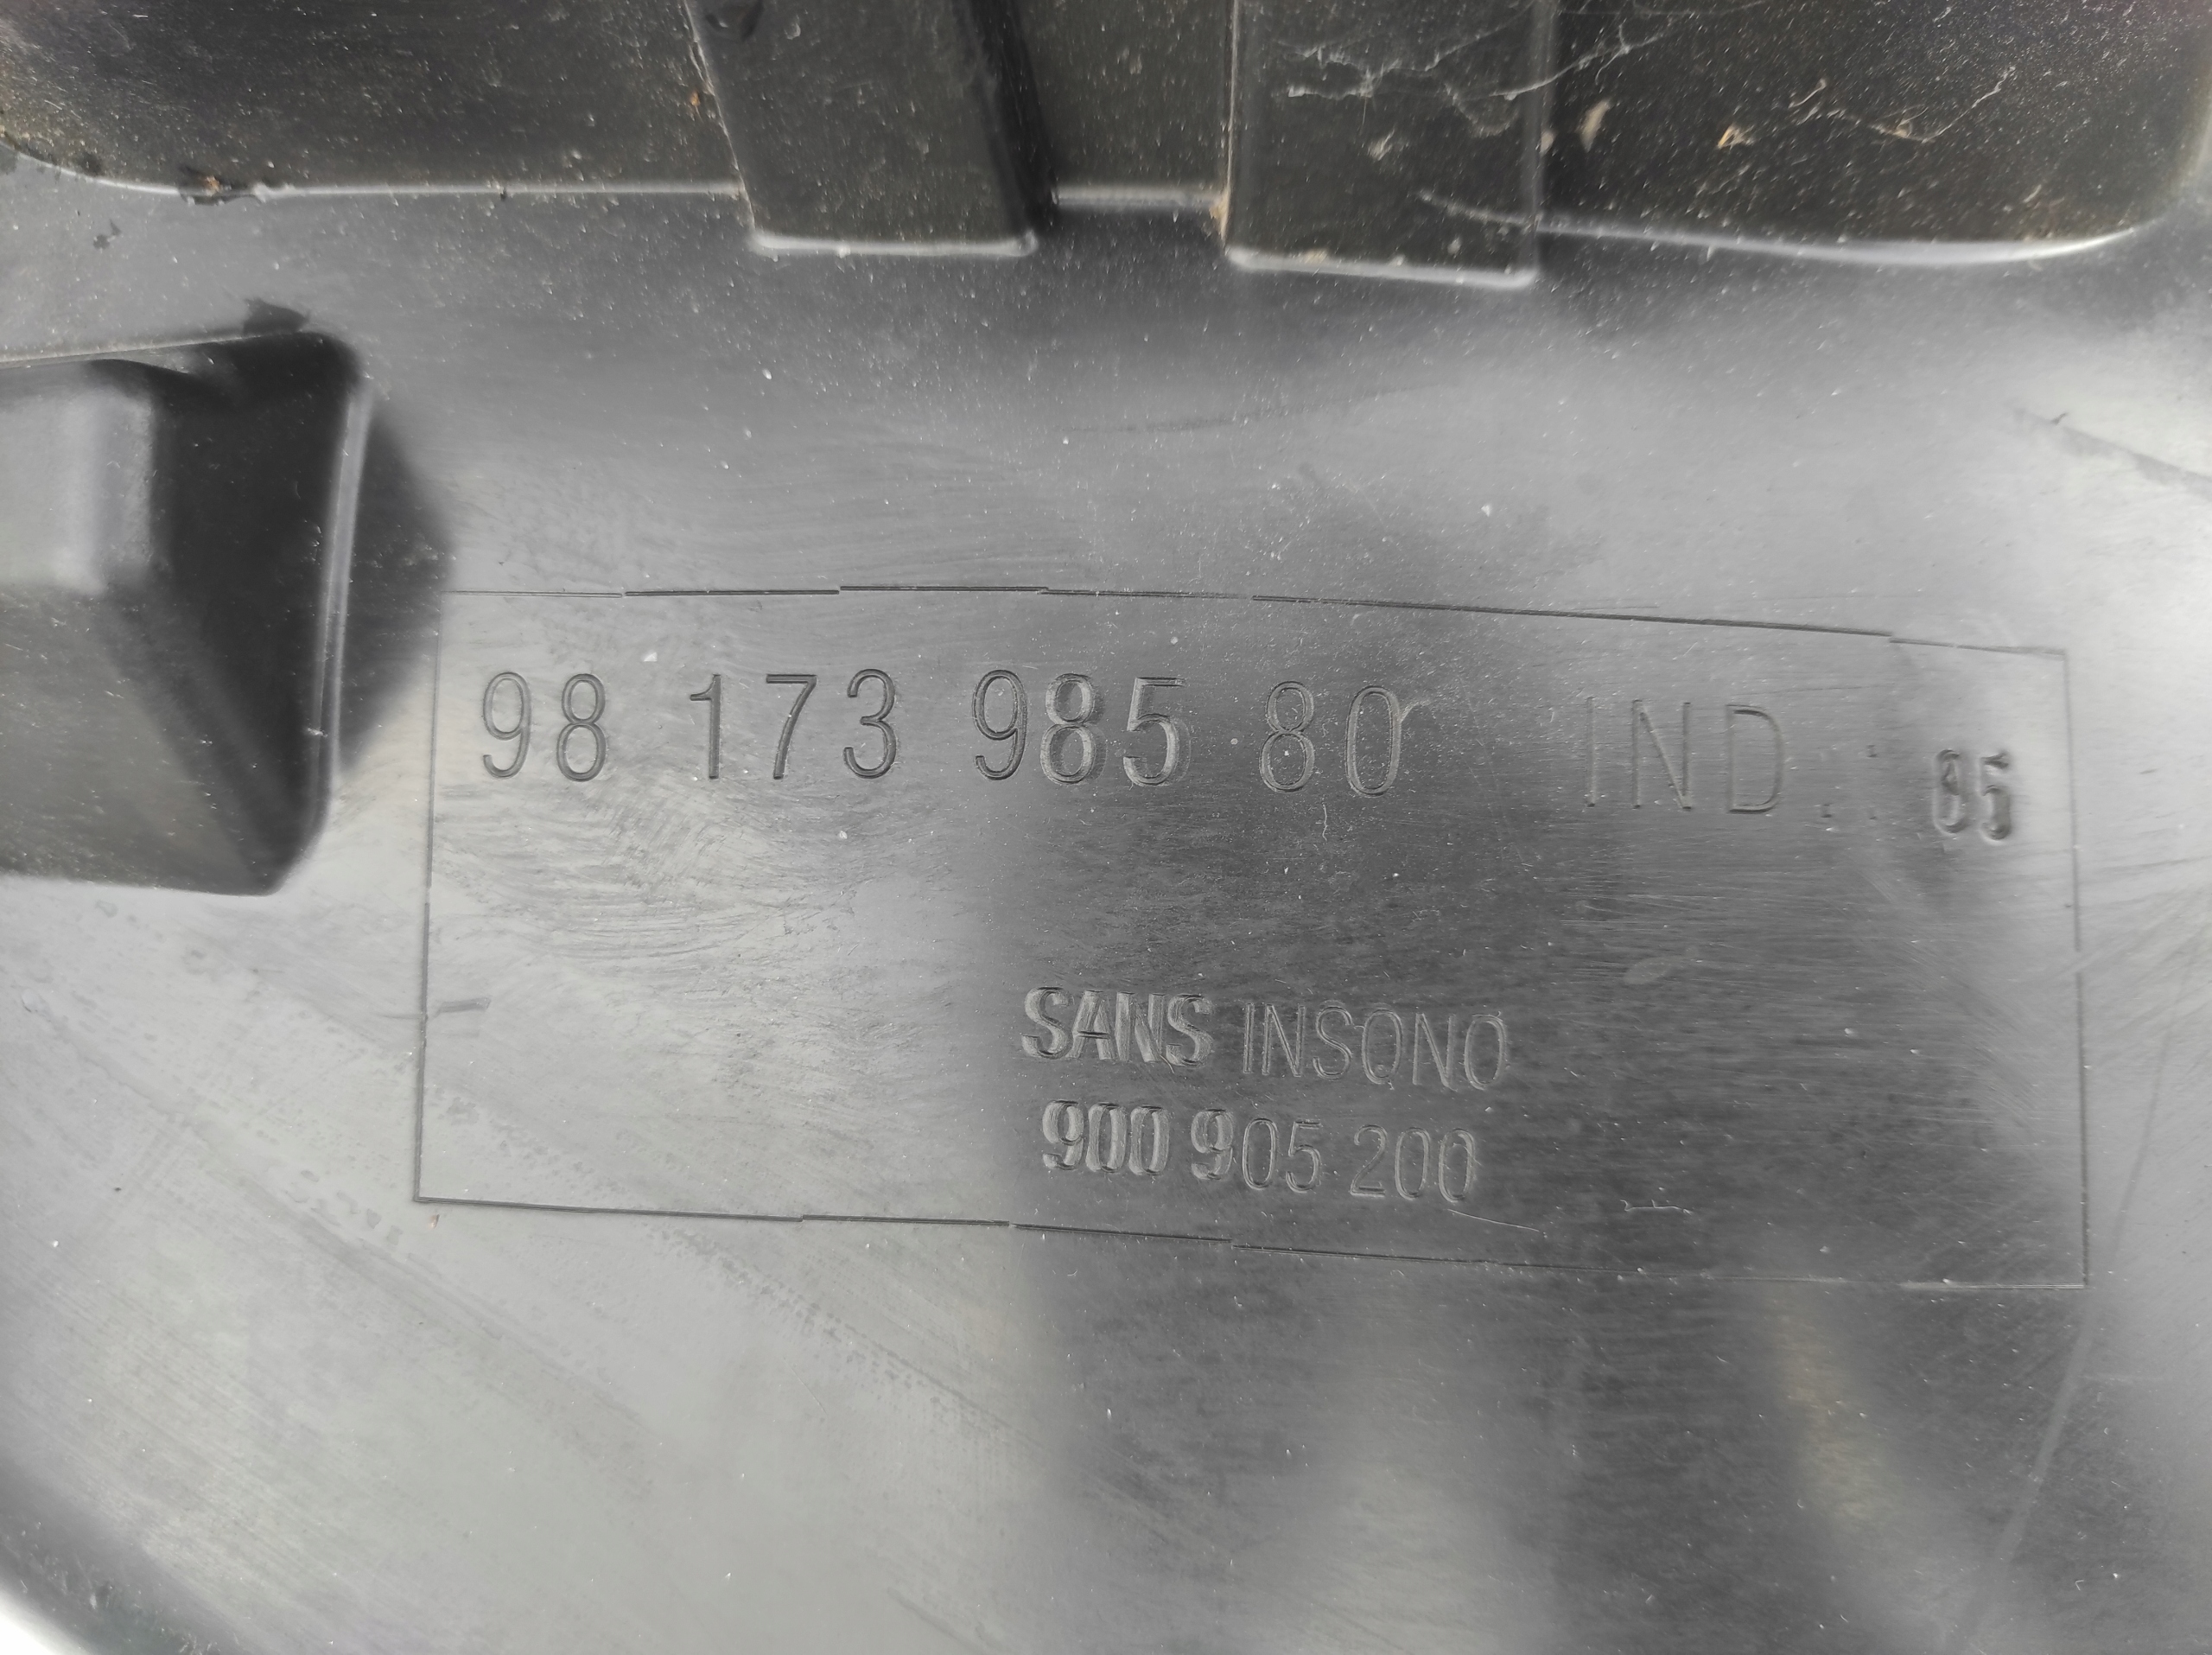 98 173 985 80 IND. : 05
SANS INSONO
900 905 200